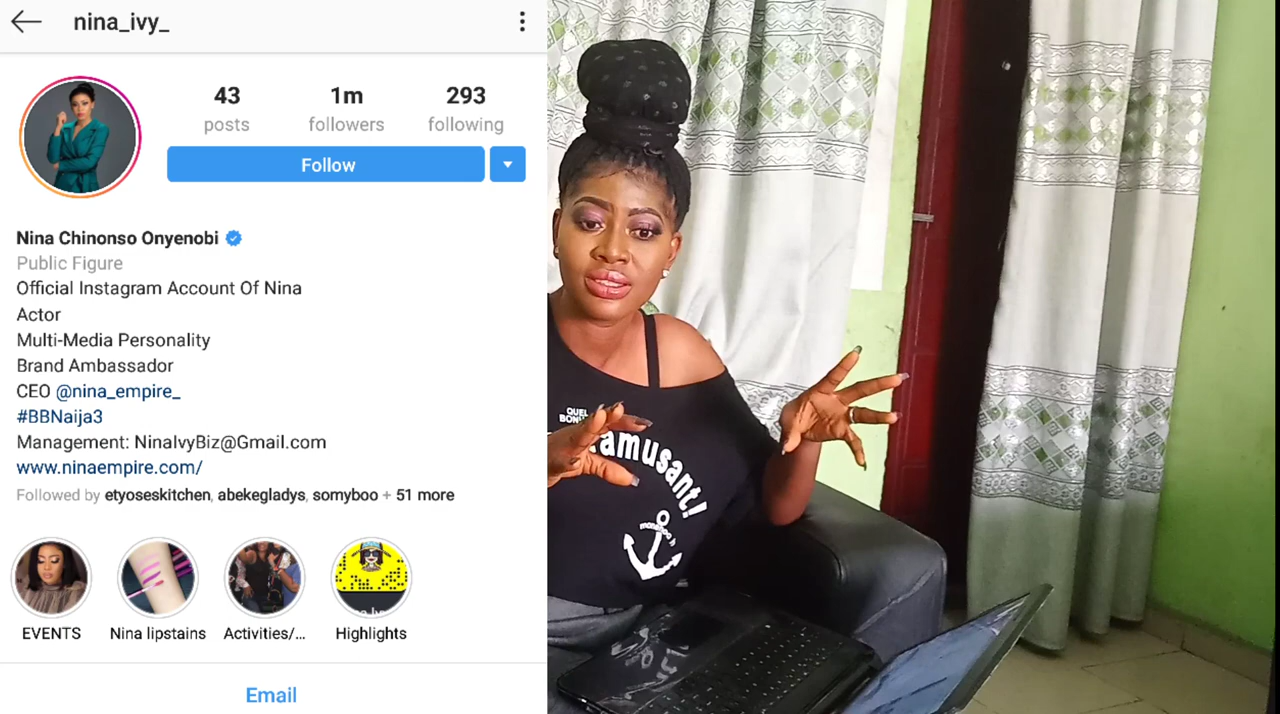 nina_ivy_
43
1m
293
posts
followers
following
Follow
Nina Chinonso Onyenobi
Public Figure
Official Instagram Account Of Nina
Actor
Multi-Media Personality
Brand Ambassador
CEO @nina_empire_
#BBNaija3
Management: NinaIvyBiz@Gmail.com
www.ninaempire.com/
Followed by etyoseskitchen, abekegladys, somyboo + 51 more
EVENTS
Nina lipstains
Activities/...
Highlights
Email
QUEL
amusant!